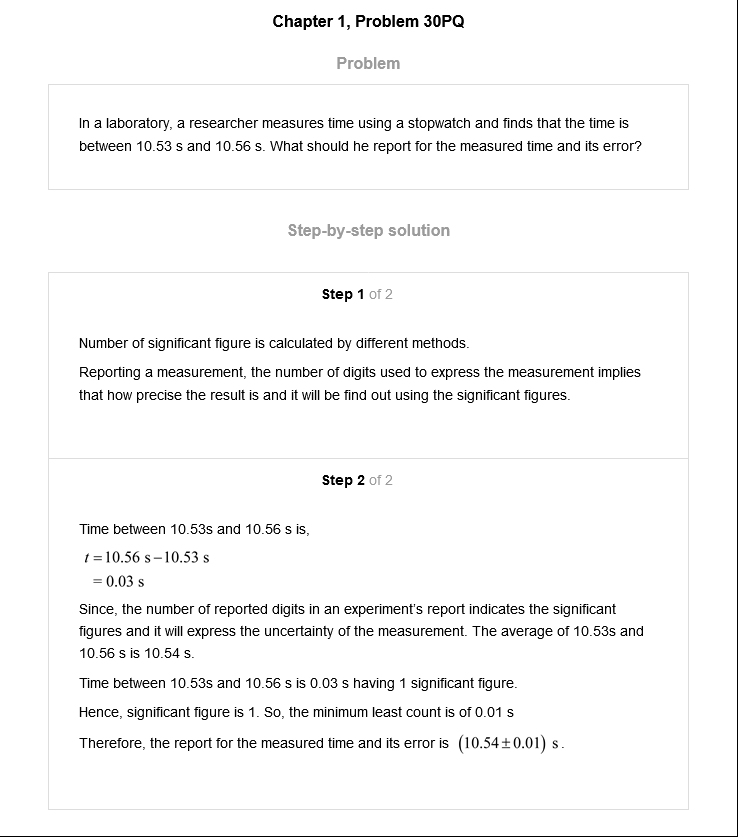 Chapter 1, Problem 30PQ
Problem
In a laboratory, a researcher measures time using a stopwatch and finds that the time is
between 10.53 s and 10.56 s. What should he report for the measured time and its error?
Step-by-step solution
Step 1 of 2
Number of significant figure is calculated by different methods.
Reporting a measurement, the number of digits used to express the measurement implies
that how precise the result is and it will be find out using the significant figures.
Step 2 of 2
Time between 10.53s and 10.56 s is,
t = 10.56 s − 10.53 s
= 0.03 s
Since, the number of reported digits in an experiment's report indicates the significant
figures and it will express the uncertainty of the measurement. The average of 10.53s and
10.56 s is 10.54 s.
Time between 10.53s and 10.56 s is 0.03 s having 1 significant figure.
Hence, significant figure is 1. So, the minimum least count is of 0.01 s
Therefore, the report for the measured time and its error is (10.54 ± 0.01) s.